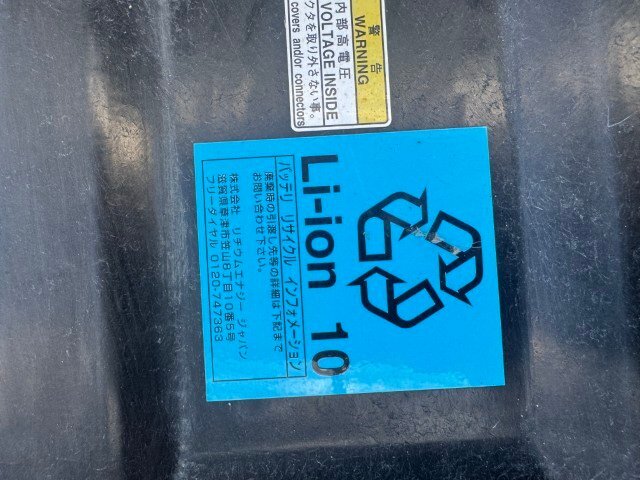 警告
WARNING
内部高電圧
VOLTAGE INSIDE
クタを取り外さない事。
covers and/or connectors
Li-ion 10
バッテリ リサイクル インフォメーション
廃棄時の引渡し先等の詳細は下記まで
お問い合わせ下さい。
株式会社 リチウムエナジー ジャパン
滋賀県草津市笠山8丁目10番5号
フリーダイヤル 0120-747363